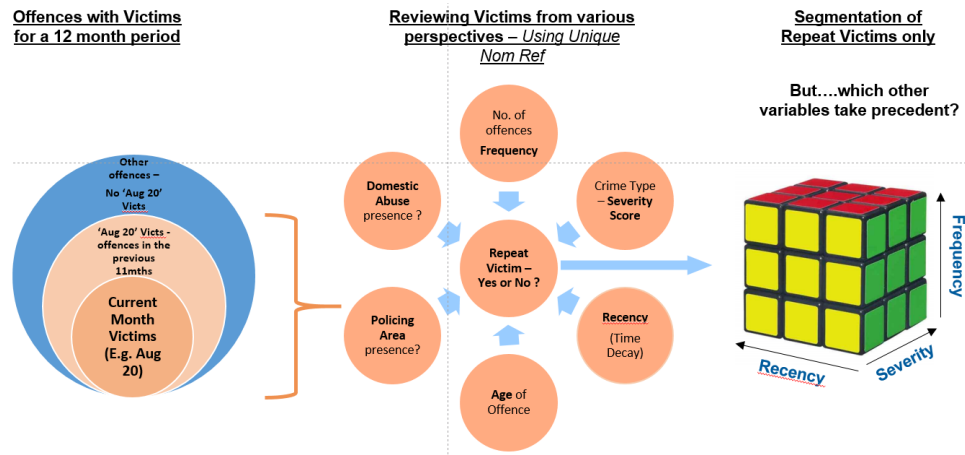 Offences with Victims
for a 12 month period
Reviewing Victims from various
perspectives – Using Unique
Nom Ref
Segmentation of
Repeat Victims only
But….which other
variables take precedent?
Other
offences –
No ‘Aug 20’
Victs
‘Aug 20’ Victs -
offences in the
previous
11mths
Current
Month
Victims
(E.g. Aug
20)
No. of
offences
Frequency
Domestic
Abuse
presence ?
Crime Type
– Severity
Score
Repeat
Victim –
Yes or No ?
Policing
Area
presence?
Recency
(Time
Decay)
Age of
Offence
Frequency
Recency
Severity